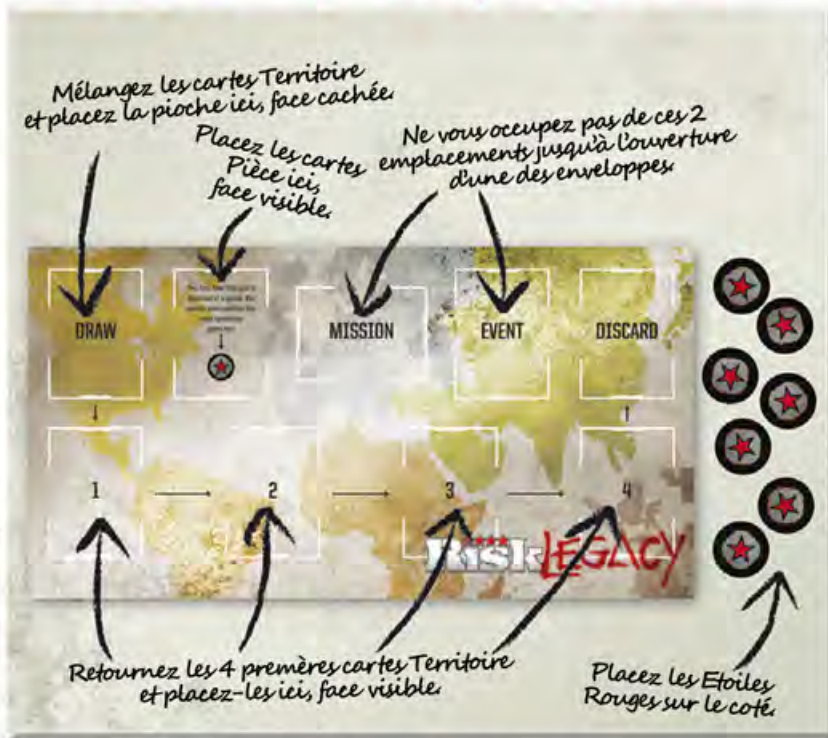 Mélangez les cartes Territoire
et placez la pioche ici, face cachée.
Placez les cartes
Pièce ici,
face visible.
Ne vous occupez pas de ces 2
emplacements jusqu'à l'ouverture
d'une des enveloppes.
DRAW
MISSION
EVENT
DISCARD
1
2
3
4
RISK LEGACY
Retournez les 4 premères cartes Territoire
et placez-les ici, face visible.
Placez les Etoiles
Rouges sur le coté.